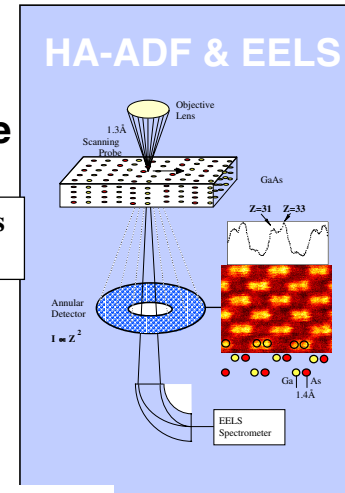 HA-ADF & EELS
e
s
Objective
Lens
1.3Å
Scanning
Probe
GaAs
Z=31 Z=33
Annular
Detector
I ∝ Z²
Ga As
1.4Å
EELS
Spectrometer